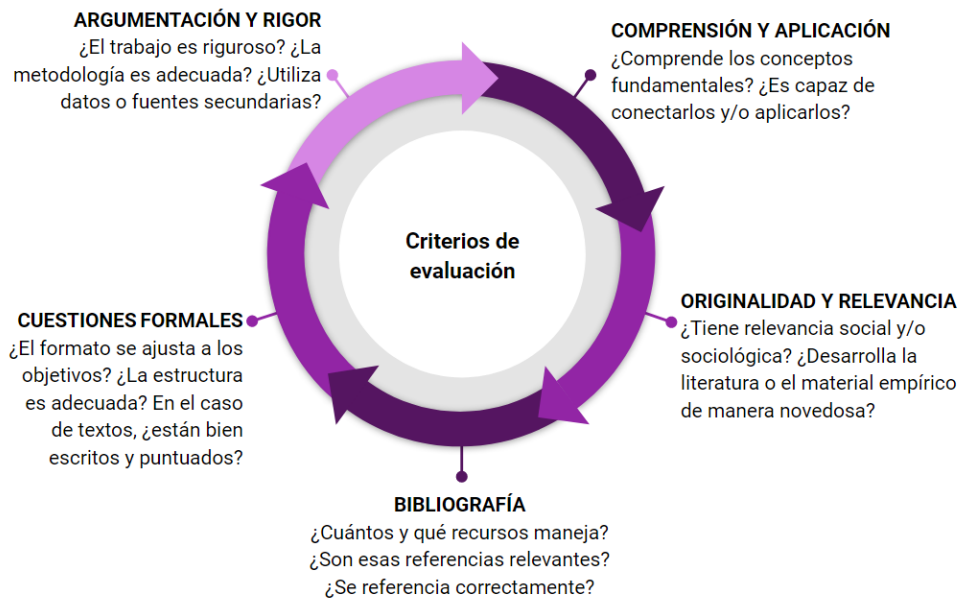 ARGUMENTACIÓN Y RIGOR
¿El trabajo es riguroso? ¿La
metodología es adecuada? ¿Utiliza
datos o fuentes secundarias?
COMPRENSIÓN Y APLICACIÓN
¿Comprende los conceptos
fundamentales? ¿Es capaz de
conectarlos y/o aplicarlos?
Criterios de
evaluación
ORIGINALIDAD Y RELEVANCIA
¿Tiene relevancia social y/o
sociológica? ¿Desarrolla la
literatura o el material empírico
de manera novedosa?
CUESTIONES FORMALES
¿El formato se ajusta a los
objetivos? ¿La estructura
es adecuada? En el caso
de textos, ¿están bien
escritos y puntuados?
BIBLIOGRAFÍA
¿Cuántos y qué recursos maneja?
¿Son esas referencias relevantes?
¿Se referencia correctamente?